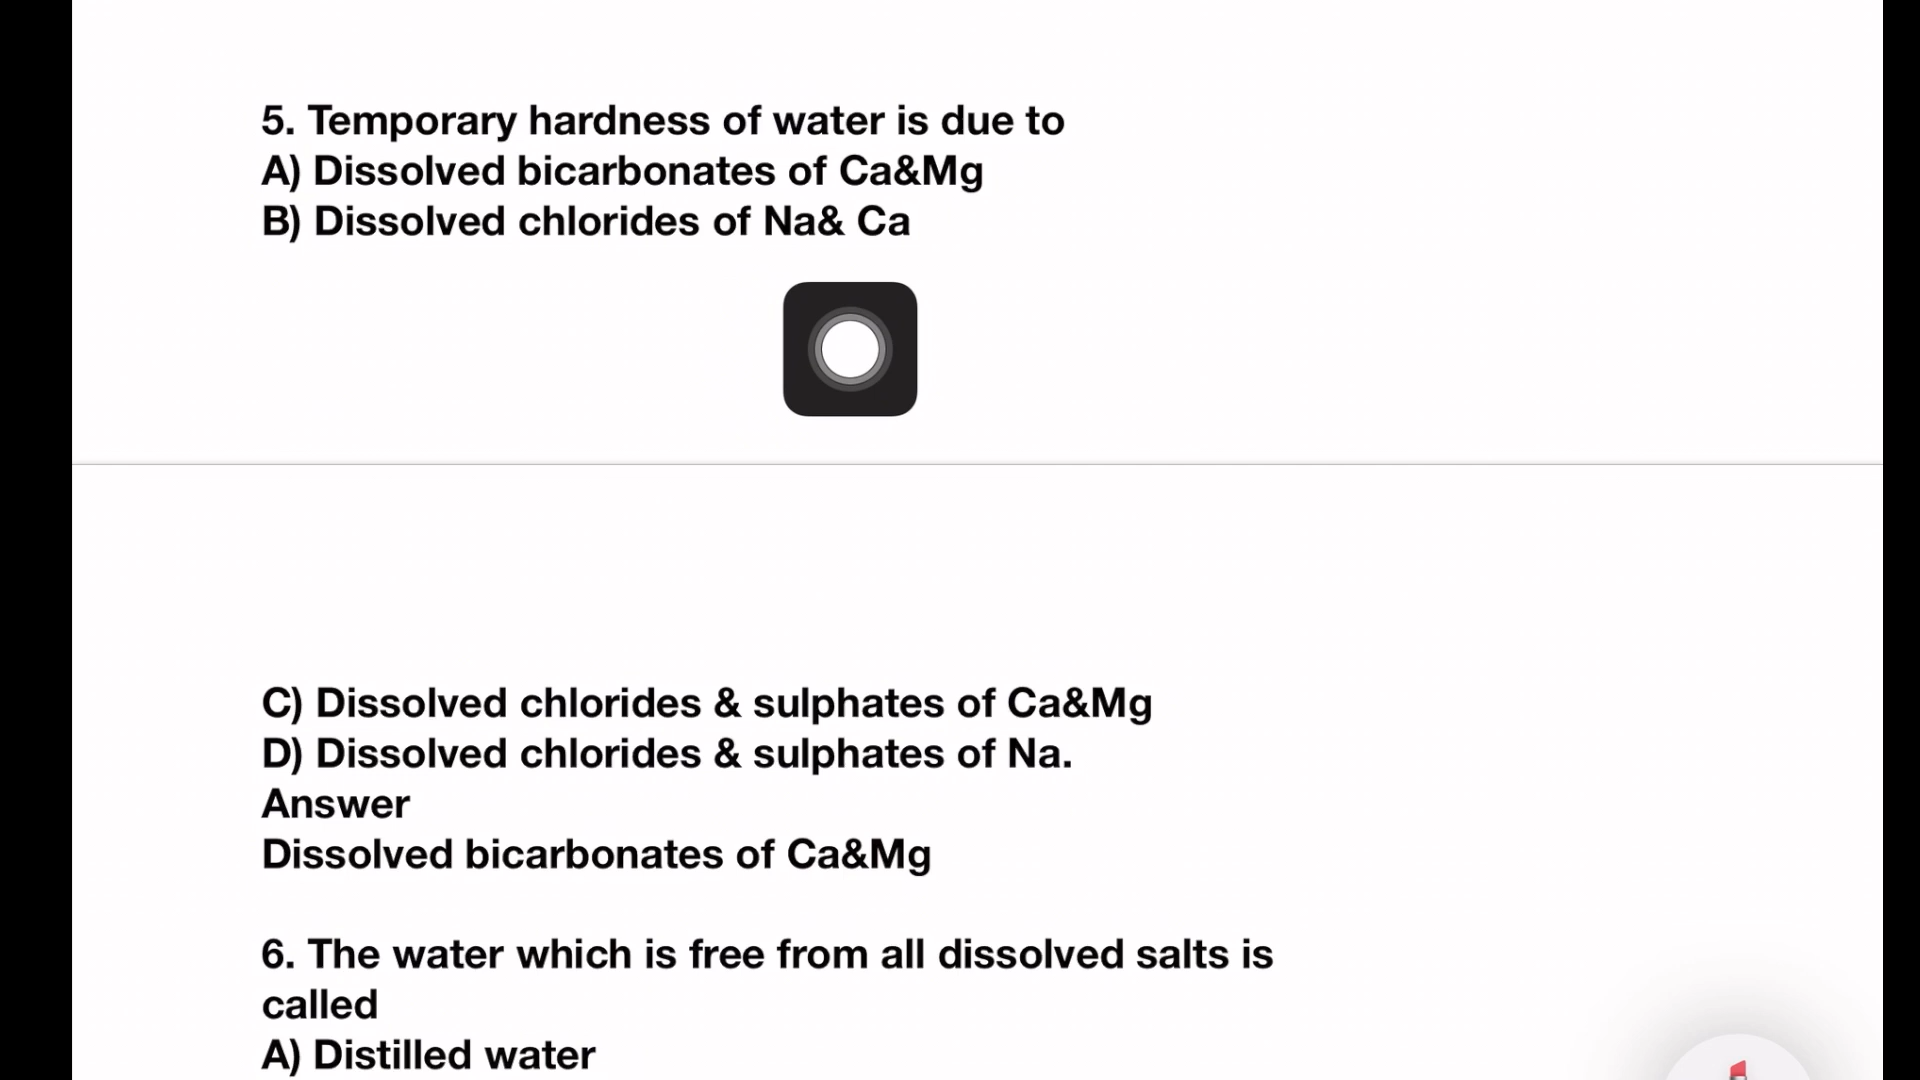 5. Temporary hardness of water is due to
A) Dissolved bicarbonates of Ca&Mg
B) Dissolved chlorides of Na& Ca
C) Dissolved chlorides & sulphates of Ca&Mg
D) Dissolved chlorides & sulphates of Na.
Answer
Dissolved bicarbonates of Ca&Mg
6. The water which is free from all dissolved salts is
called
A) Distilled water